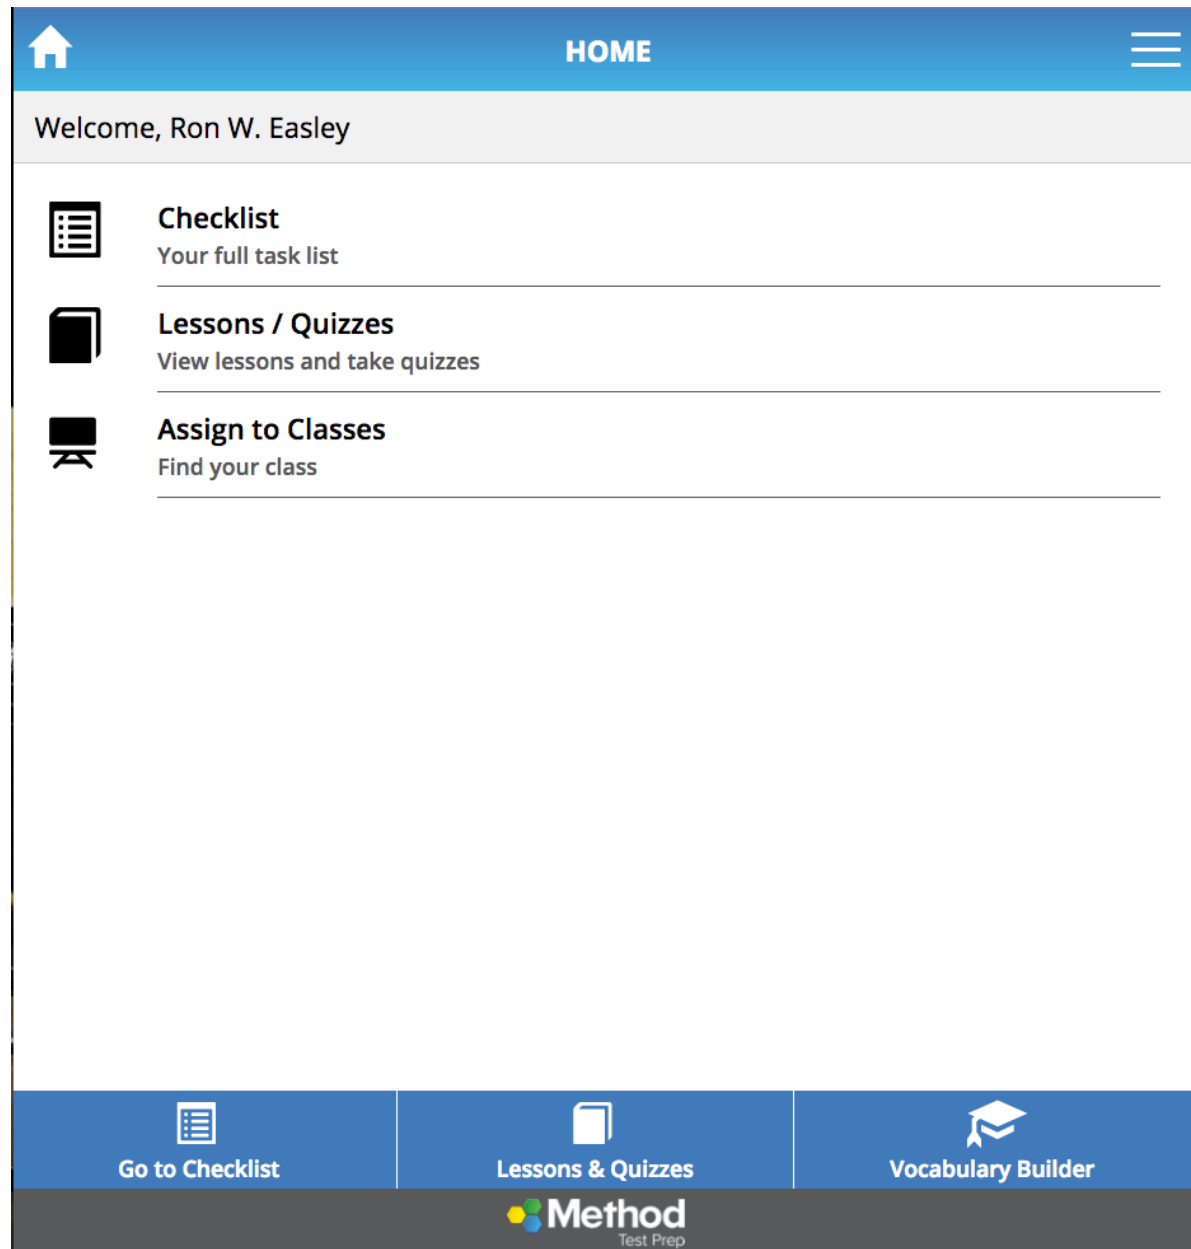 HOME
Welcome, Ron W. Easley
Checklist
Your full task list
Lessons / Quizzes
View lessons and take quizzes
Assign to Classes
Find your class
Go to Checklist
Lessons & Quizzes
Vocabulary Builder
Method
Test Prep